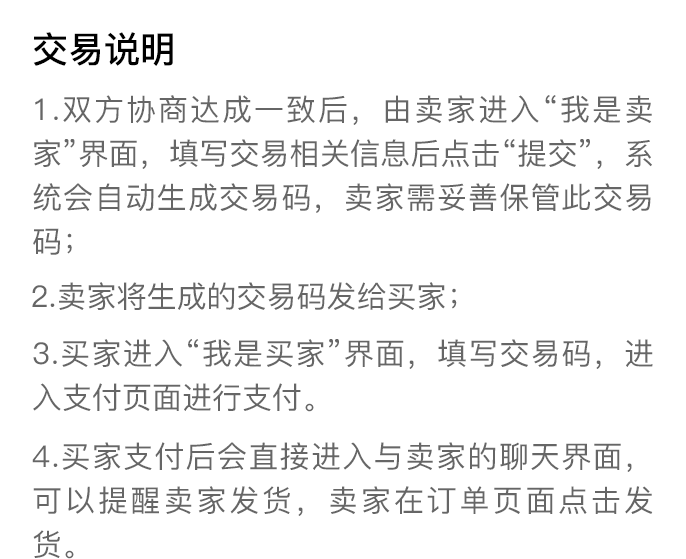 交易说明
1.双方协商达成一致后，由卖家进入“我是卖
家”界面，填写交易相关信息后点击“提交”，系
统会自动生成交易码，卖家需妥善保管此交易
码；
2.卖家将生成的交易码发给买家；
3.买家进入“我是买家”界面，填写交易码，进
入支付页面进行支付。
4.买家支付后会直接进入与卖家的聊天界面，
可以提醒卖家发货，卖家在订单页面点击发
货。